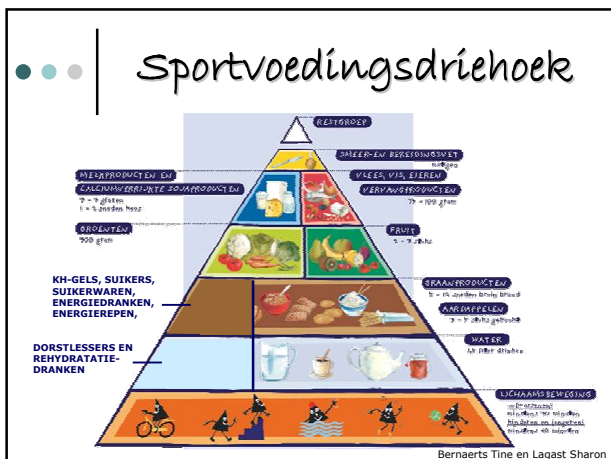 Sportvoedingsdriehoek
RESTGROEP
SMEER- EN BEREIDINGSVET
MELKPRODUCTEN EN
CALCIUMVERRIJKTE SOJAPRODUCTEN
VLEES, VIS, EIEREN
VERVANGPRODUCTEN
GROENTEN
300 gram
FRUIT
KH-GELS, SUIKERS,
SUIKERWAREN,
ENERGIEDRANKEN,
ENERGIEREPEN,
GRAANPRODUCTEN
AARDAPPELEN
DORSTLESSERS EN
REHYDRATATIE-
DRANKEN
WATER
LICHAAMSBEWEGING
Bernaerts Tine en Lagast Sharon